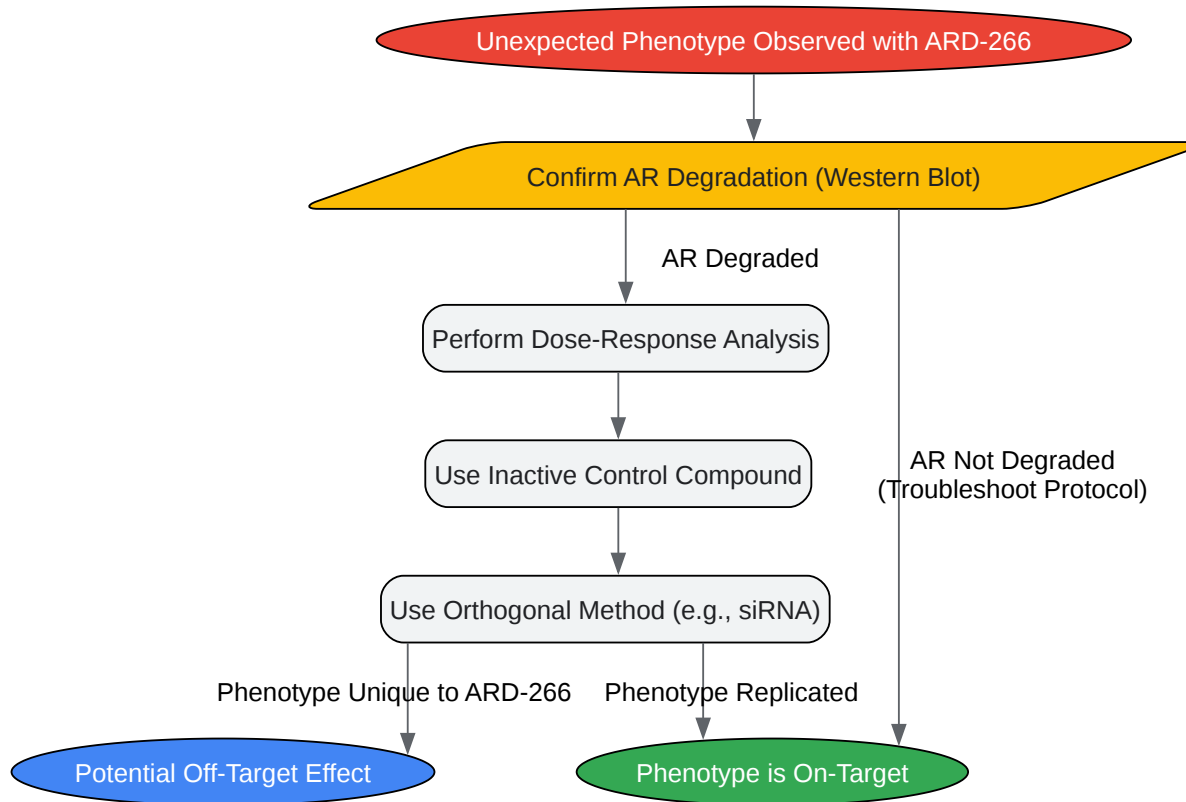 Unexpected Phenotype Observed with ARD-266
Confirm AR Degradation (Western Blot)
AR Degraded
Perform Dose-Response Analysis
Use Inactive Control Compound
AR Not Degraded
(Troubleshoot Protocol)
Use Orthogonal Method (e.g., siRNA)
Phenotype Unique to ARD-266
Phenotype Replicated
Potential Off-Target Effect
Phenotype is On-Target